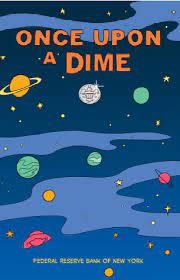 ONCE UPON
A DIME
FEDERAL RESERVE BANK OF NEW YORK